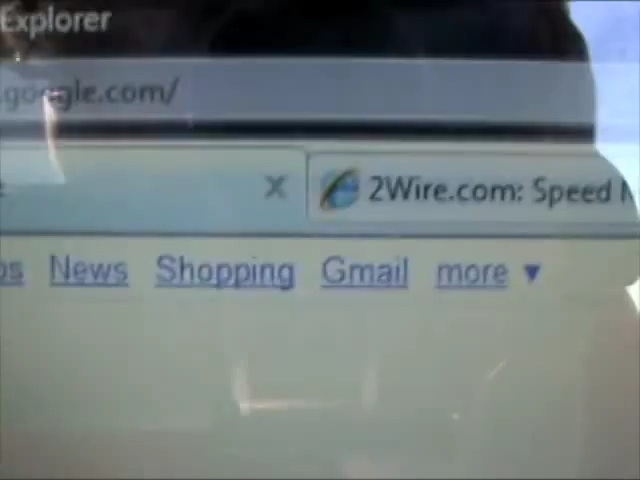 Explorer
.google.com/
2Wire.com: Speed
News Shopping Gmail more ▼